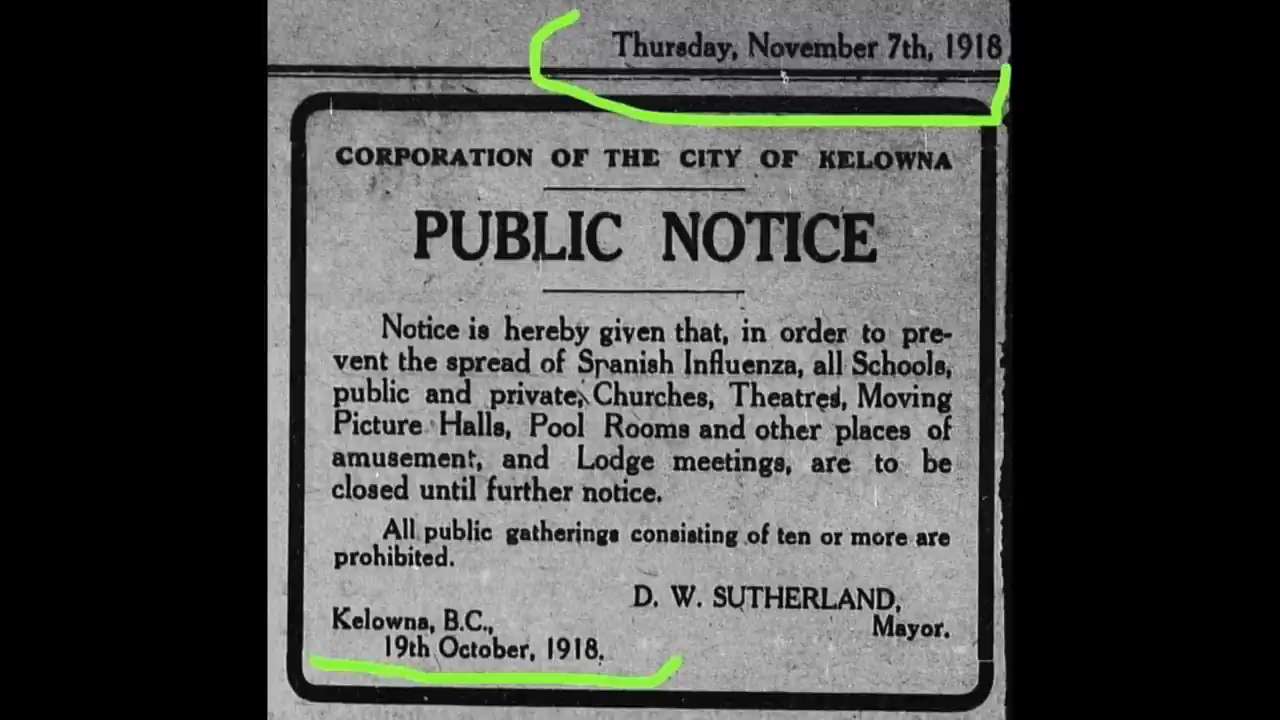 Thursday, November 7th, 1918
CORPORATION OF THE CITY OF KELOWNA
PUBLIC NOTICE
Notice is hereby given that, in order to pre-
vent the spread of Spanish Influenza, all Schools,
public and private, Churches, Theatres, Moving
Picture Halls, Pool Rooms and other places of
amusement, and Lodge meetings, are to be
closed until further notice.
All public gatherings consisting of ten or more are
prohibited.
D. W. SUTHERLAND,
Mayor.
Kelowna, B.C.,
19th October, 1918.